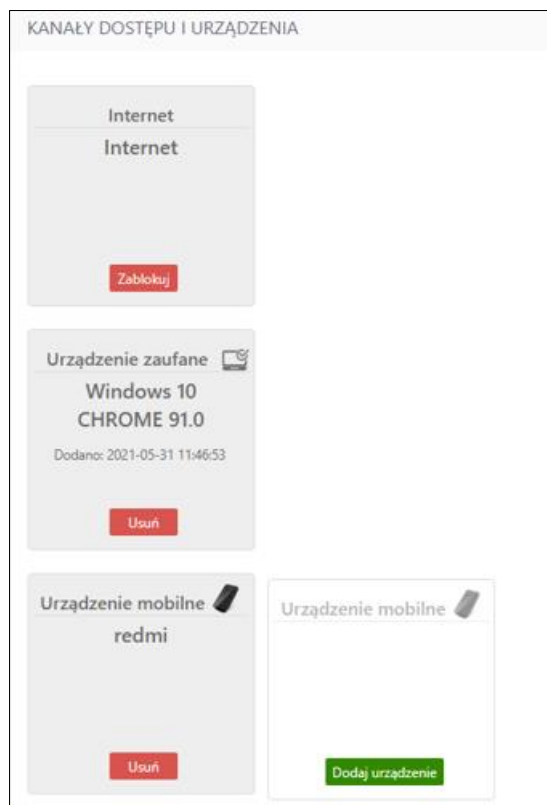 KANAŁY DOSTĘPU I URZĄDZENIA
Internet
Internet
Zablokuj
Urządzenie zaufane
Windows 10
CHROME 91.0
Dodano: 2021-05-31 11:46:53
Usuń
Urządzenie mobilne
redmi
Usuń
Urządzenie mobilne
Dodaj urządzenie